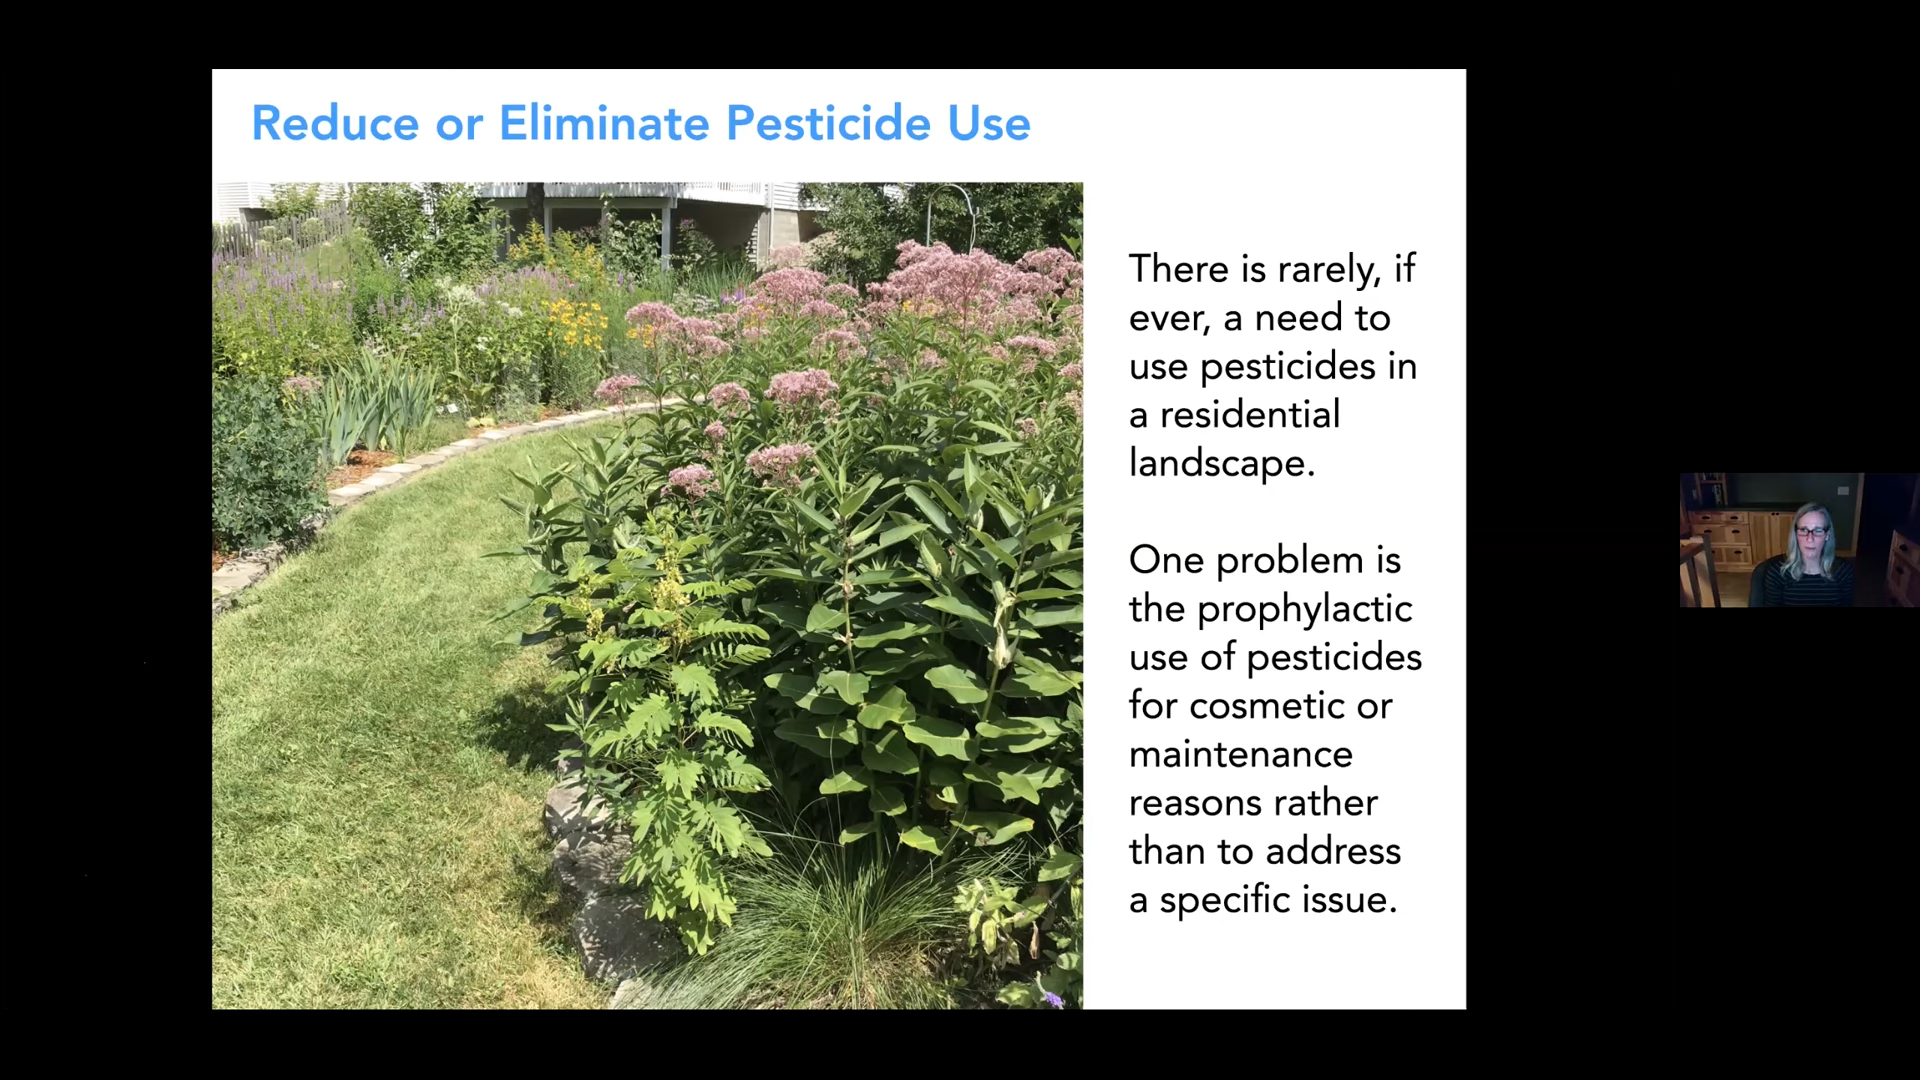 Reduce or Eliminate Pesticide Use
There is rarely, if
ever, a need to
use pesticides in
a residential
landscape.
One problem is
the prophylactic
use of pesticides
for cosmetic or
maintenance
reasons rather
than to address
a specific issue.